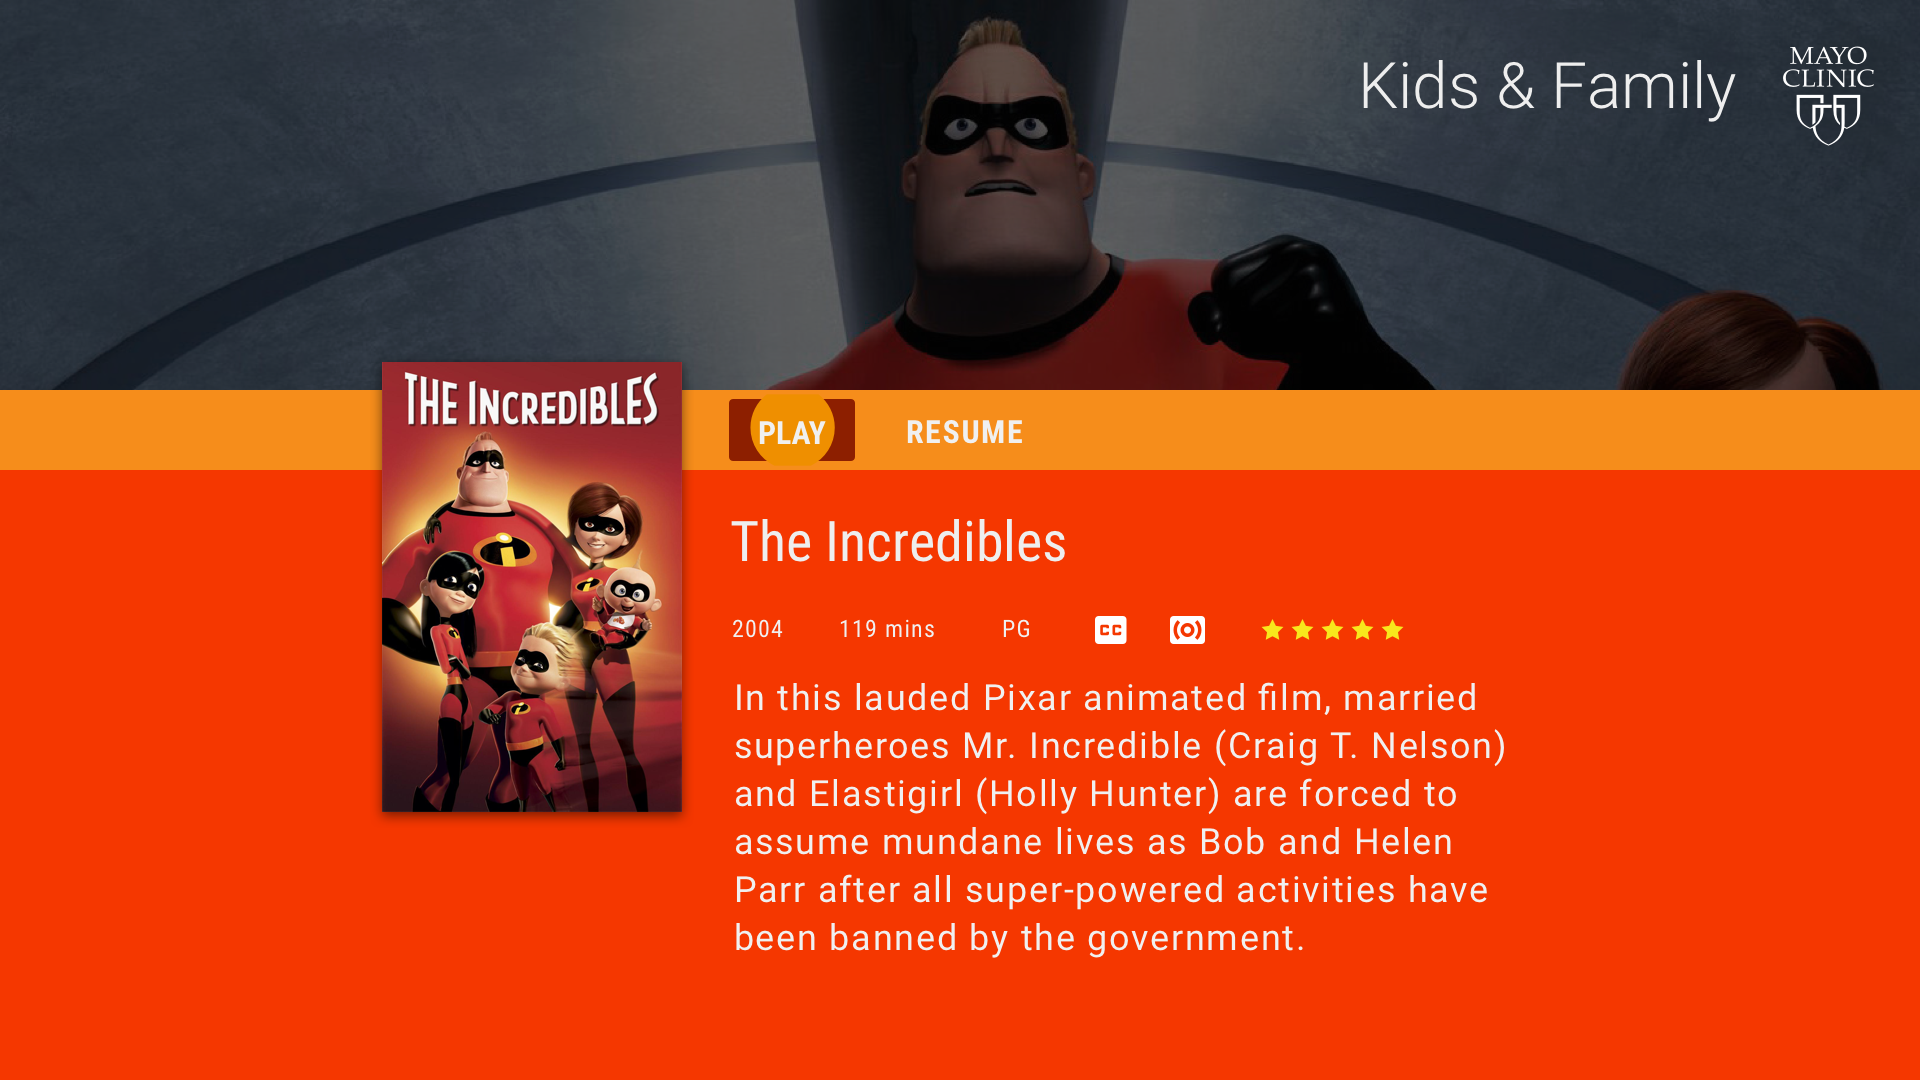 Kids & Family
MAYO
CLINIC
THE INCREDIBLES
PLAY
RESUME
The Incredibles
2004 119 mins PG CC
In this lauded Pixar animated film, married
superheroes Mr. Incredible (Craig T. Nelson)
and Elastigirl (Holly Hunter) are forced to
assume mundane lives as Bob and Helen
Parr after all super-powered activities have
been banned by the government.